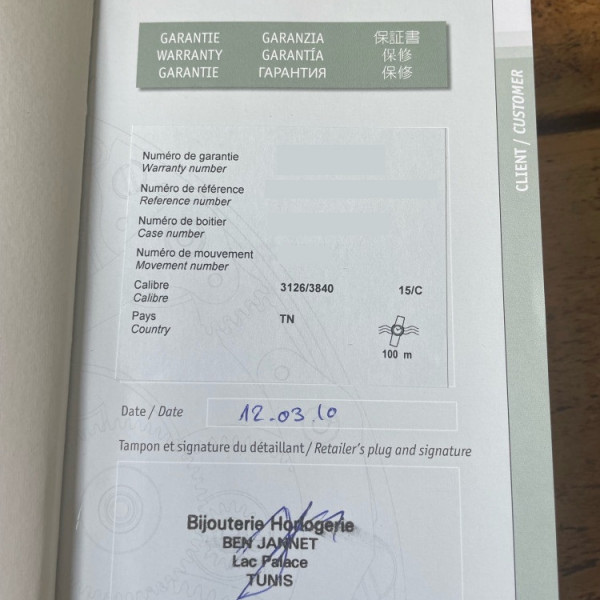 GARANTIE GARANZIA 保証書
WARRANTY GARANTÍA 保修
GARANTIE ГАРАНТИЯ 保修
CLIENT / CUSTOMER
Numéro de garantie
Warranty number
Numéro de référence
Reference number
Numéro de boitier
Case number
Numéro de mouvement
Movement number
Calibre 3126/3840 15/C
Calibre
Pays TN
Country
100 m
Date / Date 12.03.10
Tampon et signature du détaillant / Retailer's plug and signature
Bijouterie Horlogerie
BEN JANNET
Lac Palace
TUNIS